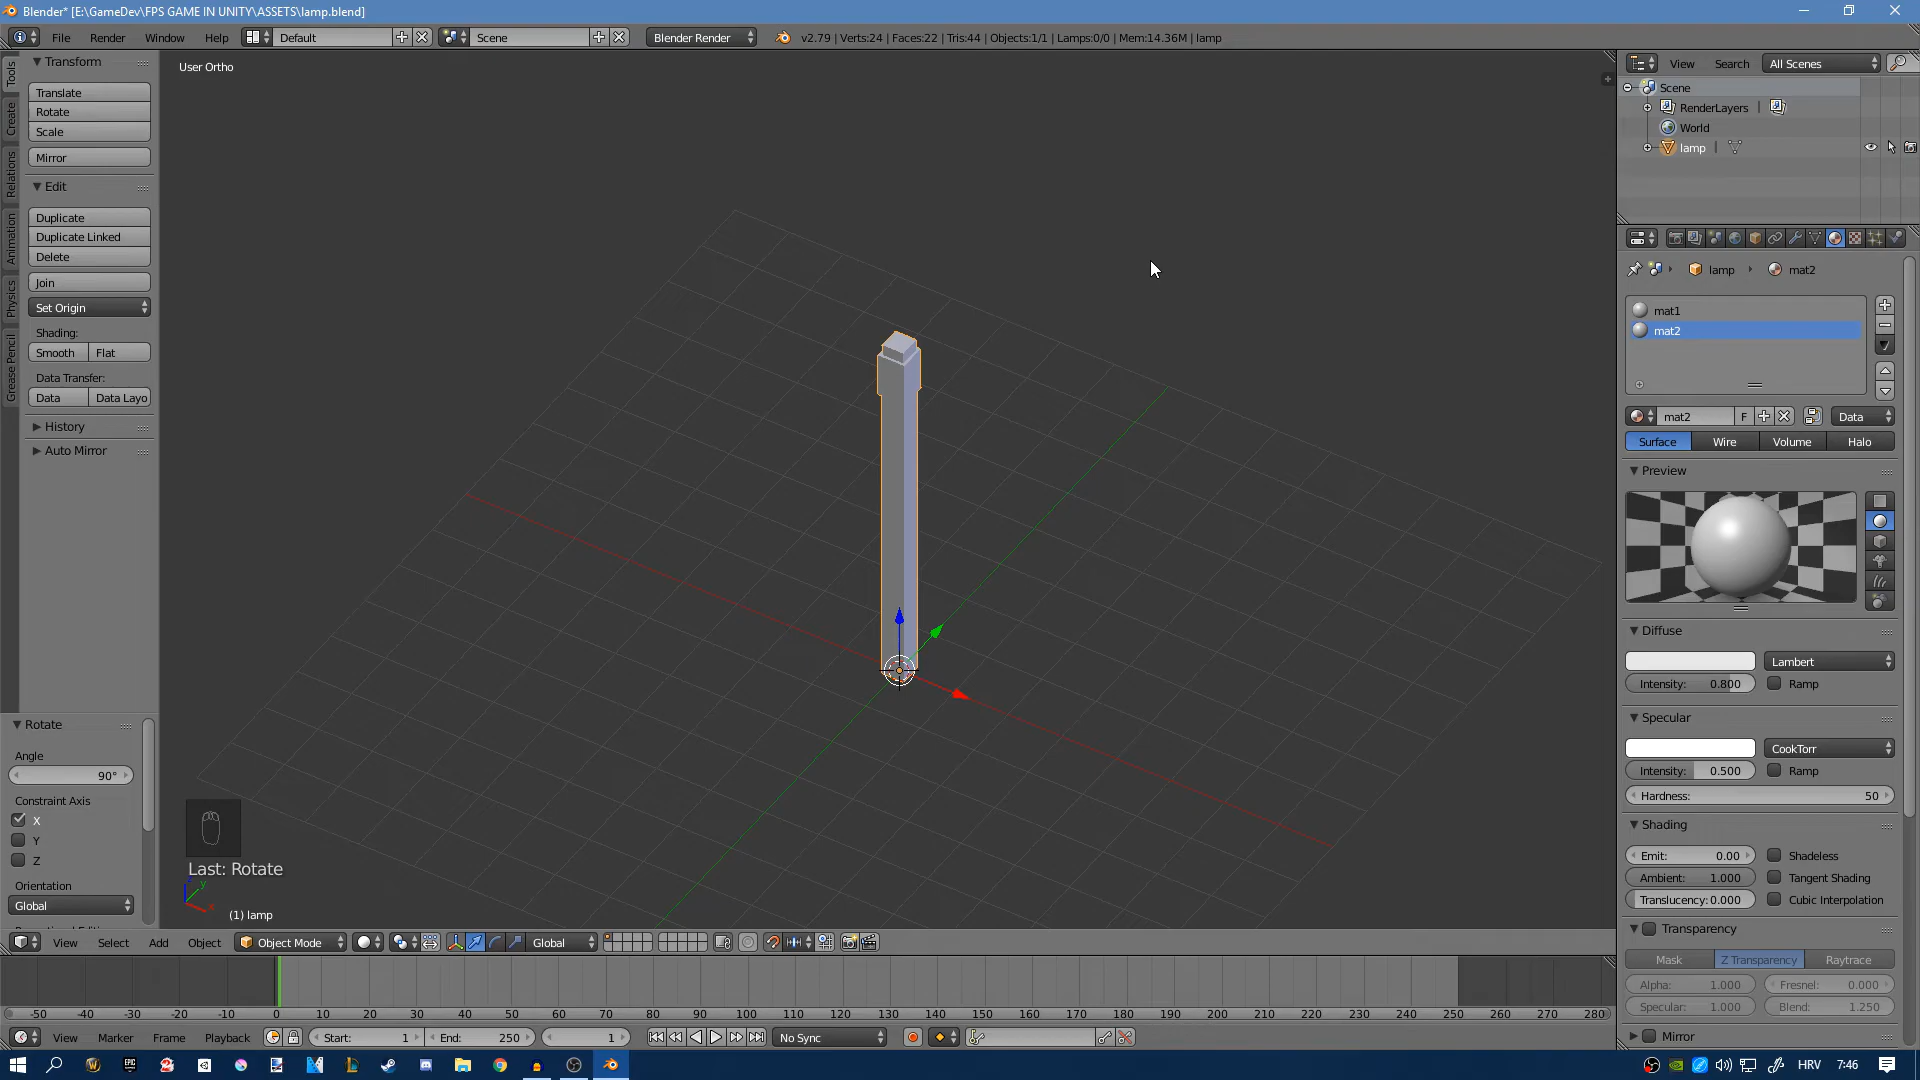 Blender* [E:\GameDev\FPS GAME IN UNITY\ASSETS\lamp.blend]
File Render Window Help Default Scene Blender Render v2.79 | Verts:24 | Faces:22 | Tris:44 | Objects:1/1 | Lamps:0/0 | Mem:14.36M | lamp
Tools
Create
Relations
Animation
Physics
Grease Pencil
Transform
Translate
Rotate
Scale
Mirror
Edit
Duplicate
Duplicate Linked
Delete
Join
Set Origin
Shading:
Smooth Flat
Data Transfer:
Data Data Layo
History
Auto Mirror
Rotate
Angle
90°
Constraint Axis
X
Y
Z
Orientation
Global
User Ortho
Last: Rotate
(1) lamp
View Select Add Object Object Mode Global
-50 -40 -30 -20 -10 0 10 20 30 40 50 60 70 80 90 100 110 120 130 140 150 160 170 180 190 200 210 220 230 240 250 260 270 280
View Marker Frame Playback Start: 1 End: 250 1 No Sync
View Search All Scenes
Scene
RenderLayers
World
lamp
lamp mat2
mat1
mat2
mat2 F Data
Surface Wire Volume Halo
Preview
Diffuse
Lambert
Intensity: 0.800 Ramp
Specular
CookTorr
Intensity: 0.500 Ramp
Hardness: 50
Shading
Emit: 0.00 Shadeless
Ambient: 1.000 Tangent Shading
Translucency: 0.000 Cubic Interpolation
Transparency
Mask Z Transparency Raytrace
Alpha: 1.000 Fresnel: 0.000
Specular: 1.000 Blend: 1.250
Mirror
HRV 7:46